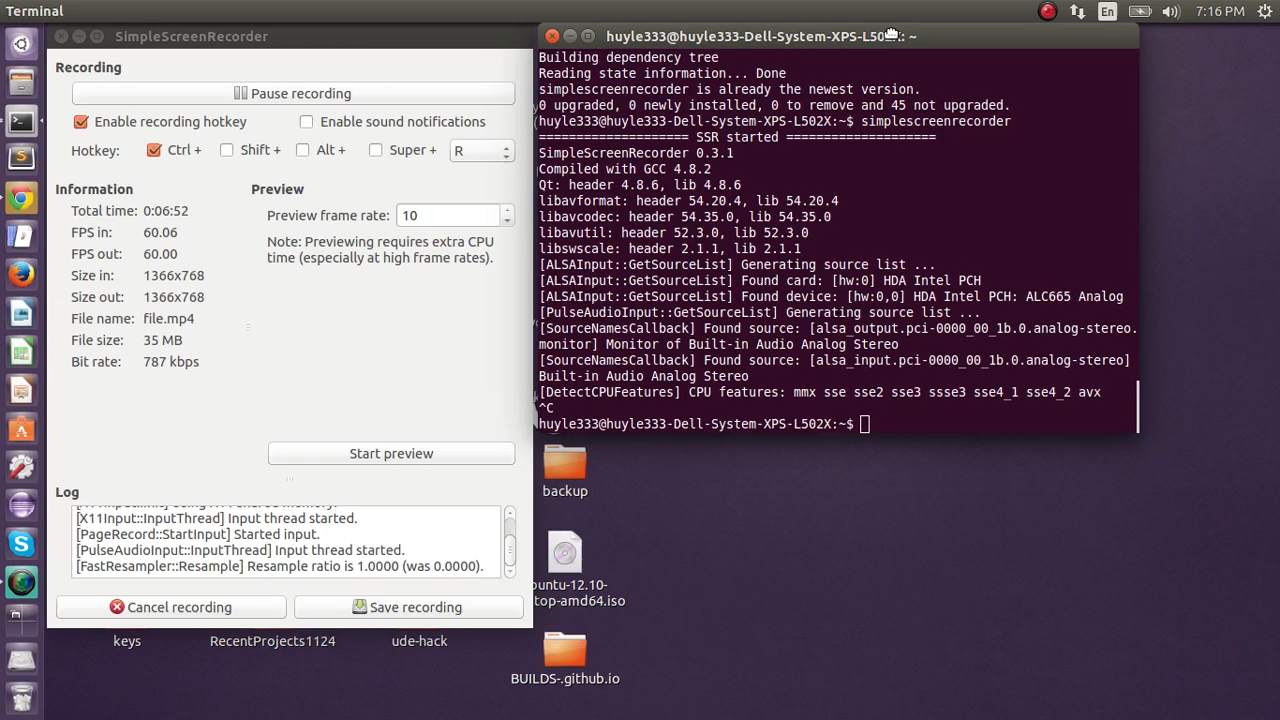 Terminal
En
7:16 PM
SimpleScreenRecorder
Recording
Pause recording
Enable recording hotkey
Enable sound notifications
Hotkey:
Ctrl +
Shift +
Alt +
Super +
R
Information
Total time: 0:06:52
FPS in: 60.06
FPS out: 60.00
Size in: 1366x768
Size out: 1366x768
File name: file.mp4
File size: 35 MB
Bit rate: 787 kbps
Preview
Preview frame rate: 10
Note: Previewing requires extra CPU
time (especially at high frame rates).
Start preview
Log
[X11Input::InputThread] Input thread started.
[PageRecord::StartInput] Started input.
[PulseAudioInput::InputThread] Input thread started.
[FastResampler::Resample] Resample ratio is 1.0000 (was 0.0000).
Cancel recording
Save recording
huyle333@huyle333-Dell-System-XPS-L502X: ~
Building dependency tree
Reading state information... Done
simplescreenrecorder is already the newest version.
0 upgraded, 0 newly installed, 0 to remove and 45 not upgraded.
huyle333@huyle333-Dell-System-XPS-L502X:~$ simplescreenrecorder
==================== SSR started ====================
SimpleScreenRecorder 0.3.1
Compiled with GCC 4.8.2
Qt: header 4.8.6, lib 4.8.6
libavformat: header 54.20.4, lib 54.20.4
libavcodec: header 54.35.0, lib 54.35.0
libavutil: header 52.3.0, lib 52.3.0
libswscale: header 2.1.1, lib 2.1.1
[ALSAInput::GetSourceList] Generating source list ...
[ALSAInput::GetSourceList] Found card: [hw:0] HDA Intel PCH
[ALSAInput::GetSourceList] Found device: [hw:0,0] HDA Intel PCH: ALC665 Analog
[PulseAudioInput::GetSourceList] Generating source list ...
[SourceNamesCallback] Found source: [alsa_output.pci-0000_00_1b.0.analog-stereo.
monitor] Monitor of Built-in Audio Analog Stereo
[SourceNamesCallback] Found source: [alsa_input.pci-0000_00_1b.0.analog-stereo]
Built-in Audio Analog Stereo
[DetectCPUFeatures] CPU features: mmx sse sse2 sse3 ssse3 sse4_1 sse4_2 avx
^C
huyle333@huyle333-Dell-System-XPS-L502X:~$
backup
ubuntu-12.10-
top-amd64.iso
keys
RecentProjects1124
ude-hack
BUILDS-.github.io